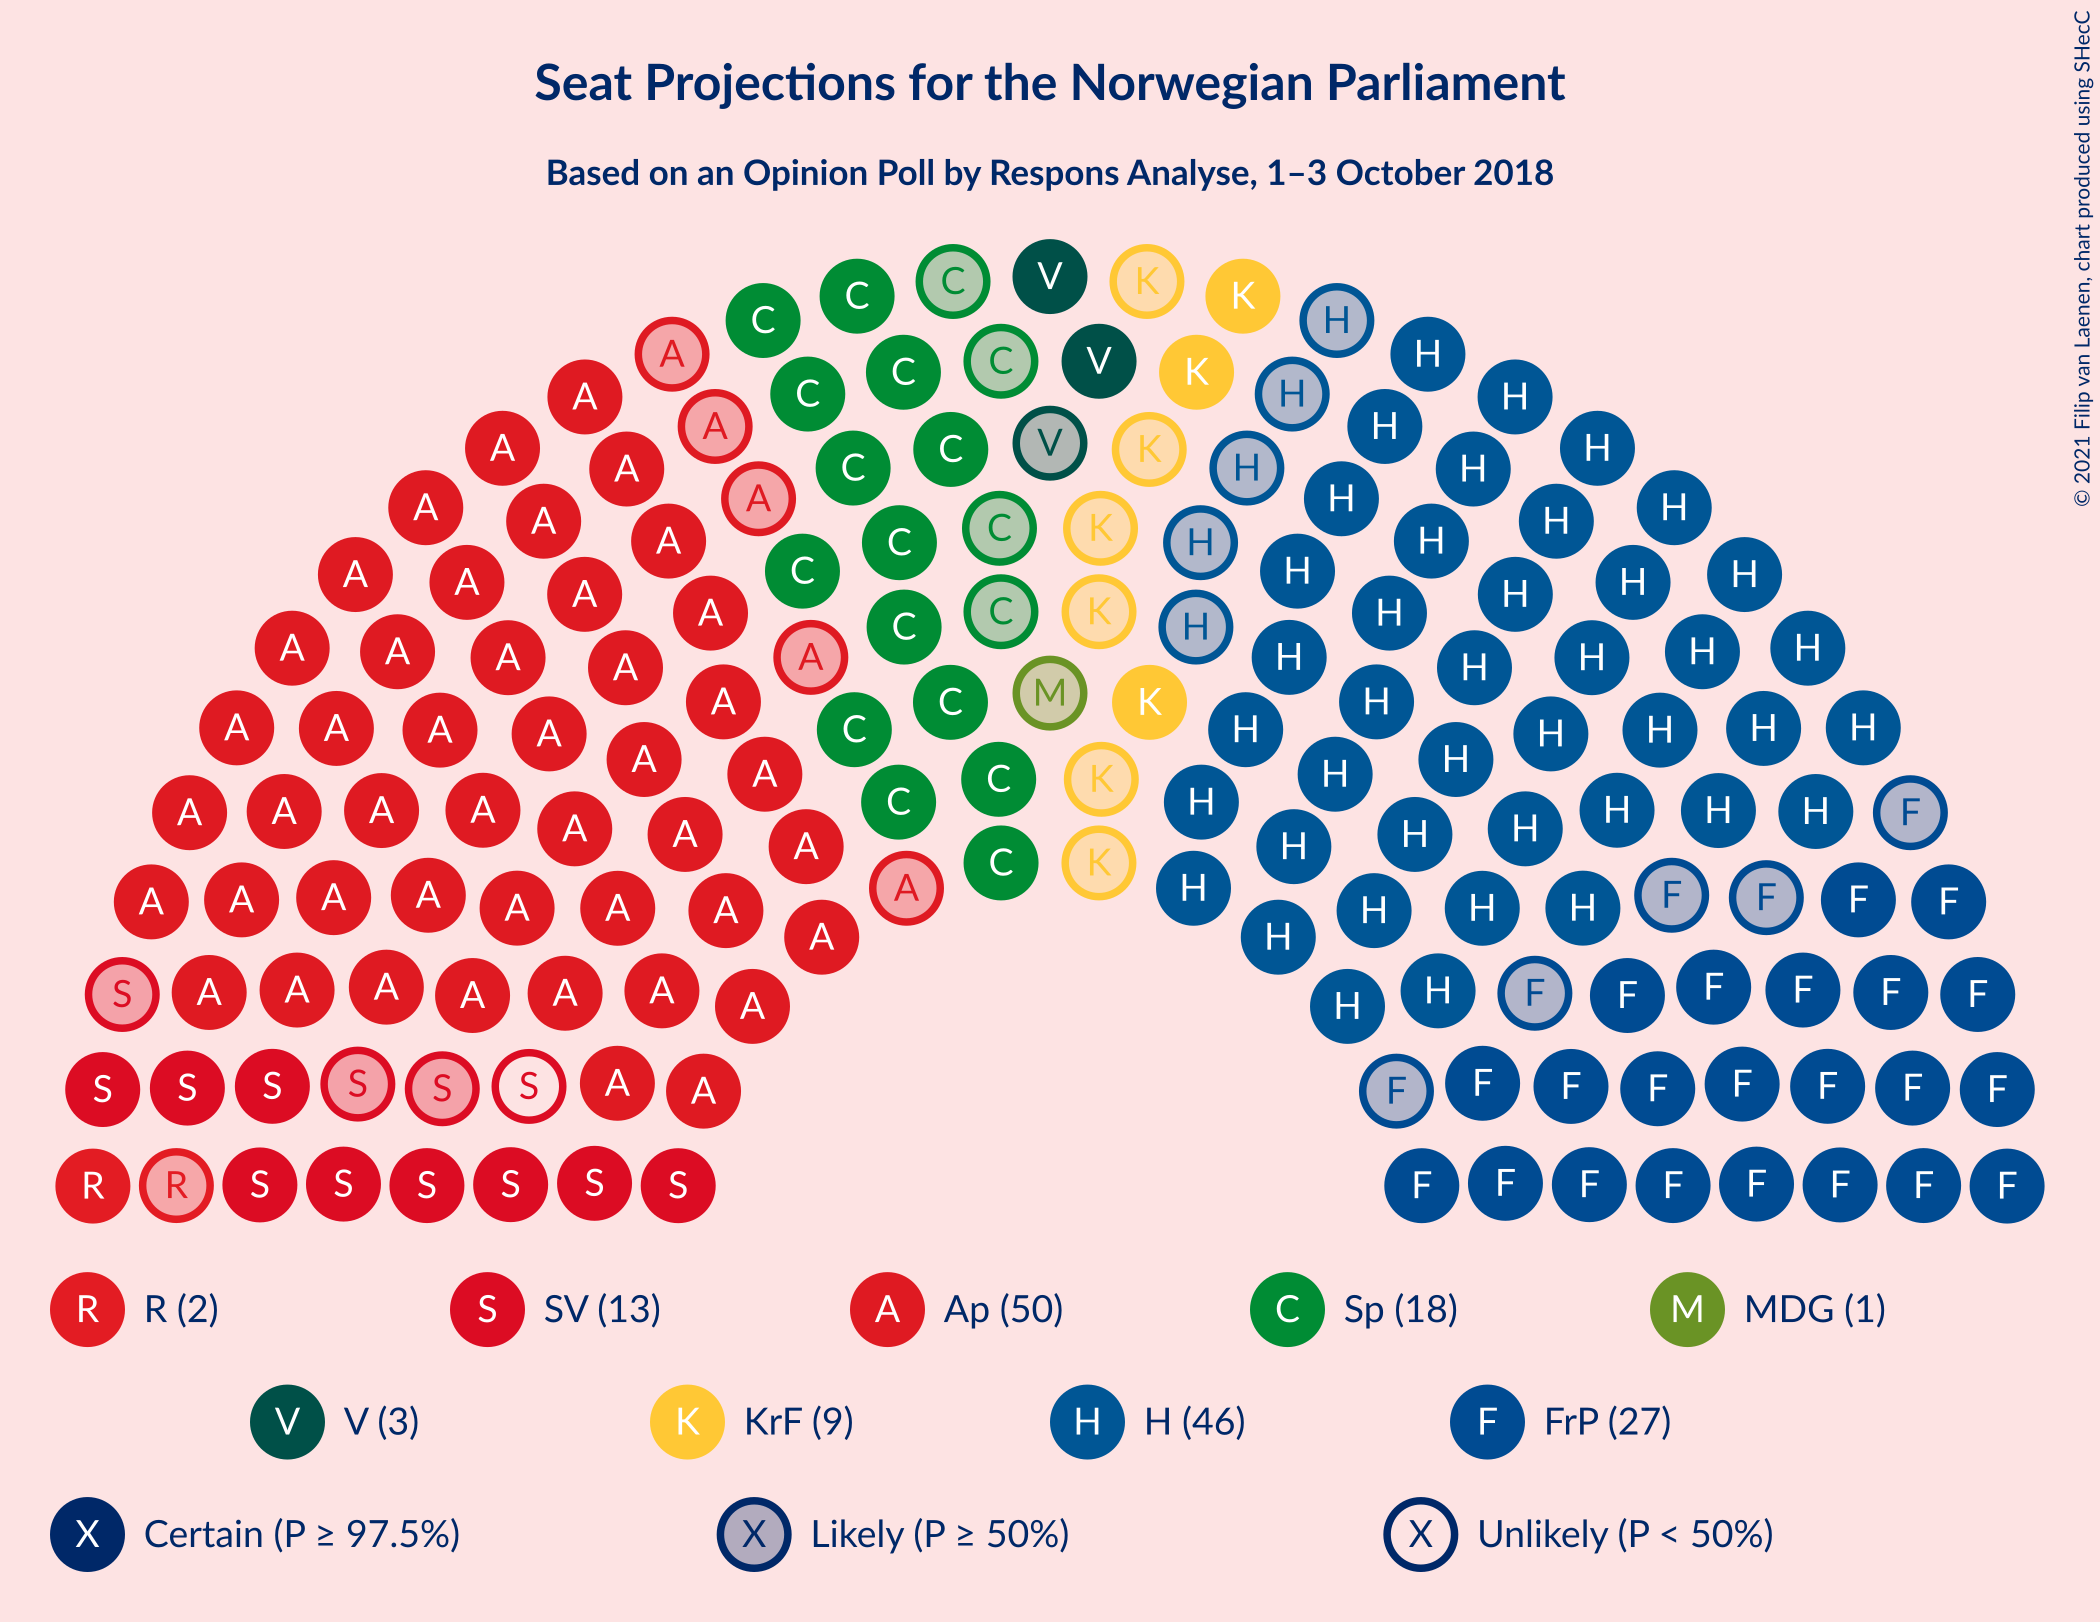 Seat Projections for the Norwegian Parliament
Based on an Opinion Poll by Respons Analyse, 1–3 October 2018
© 2021 Filip van Laenen, chart produced using SHecC
V
C K
C K
A H
C V
A H
C K
A H
C H
A H
C C
A H
V
C K
A H
A H
C H
A H
A H
A H
A H
C K
A H
C H
A H
C H
A H
A H
A H
C K
C H
A H
A H
A H
A H
A H
M
C K
A H
A H
C H
A H
A H
A H
A H
C K
C H
A F
A H
A H
A H
A H
A H
A H
C K
A H
A F
A F
A F
A H
A H
A F
A H
A H
S F
A F
A F
A F
A F
A H
A H
S S S S S S A A F F F F F F F F
R R S S S S S S F F F F F F F F
R R (2) S SV (13) A Ap (50) C Sp (18) M MDG (1)
V V (3) K KrF (9) H H (46) F FrP (27)
X Certain (P ≥ 97.5%) X Likely (P ≥ 50%) X Unlikely (P < 50%)